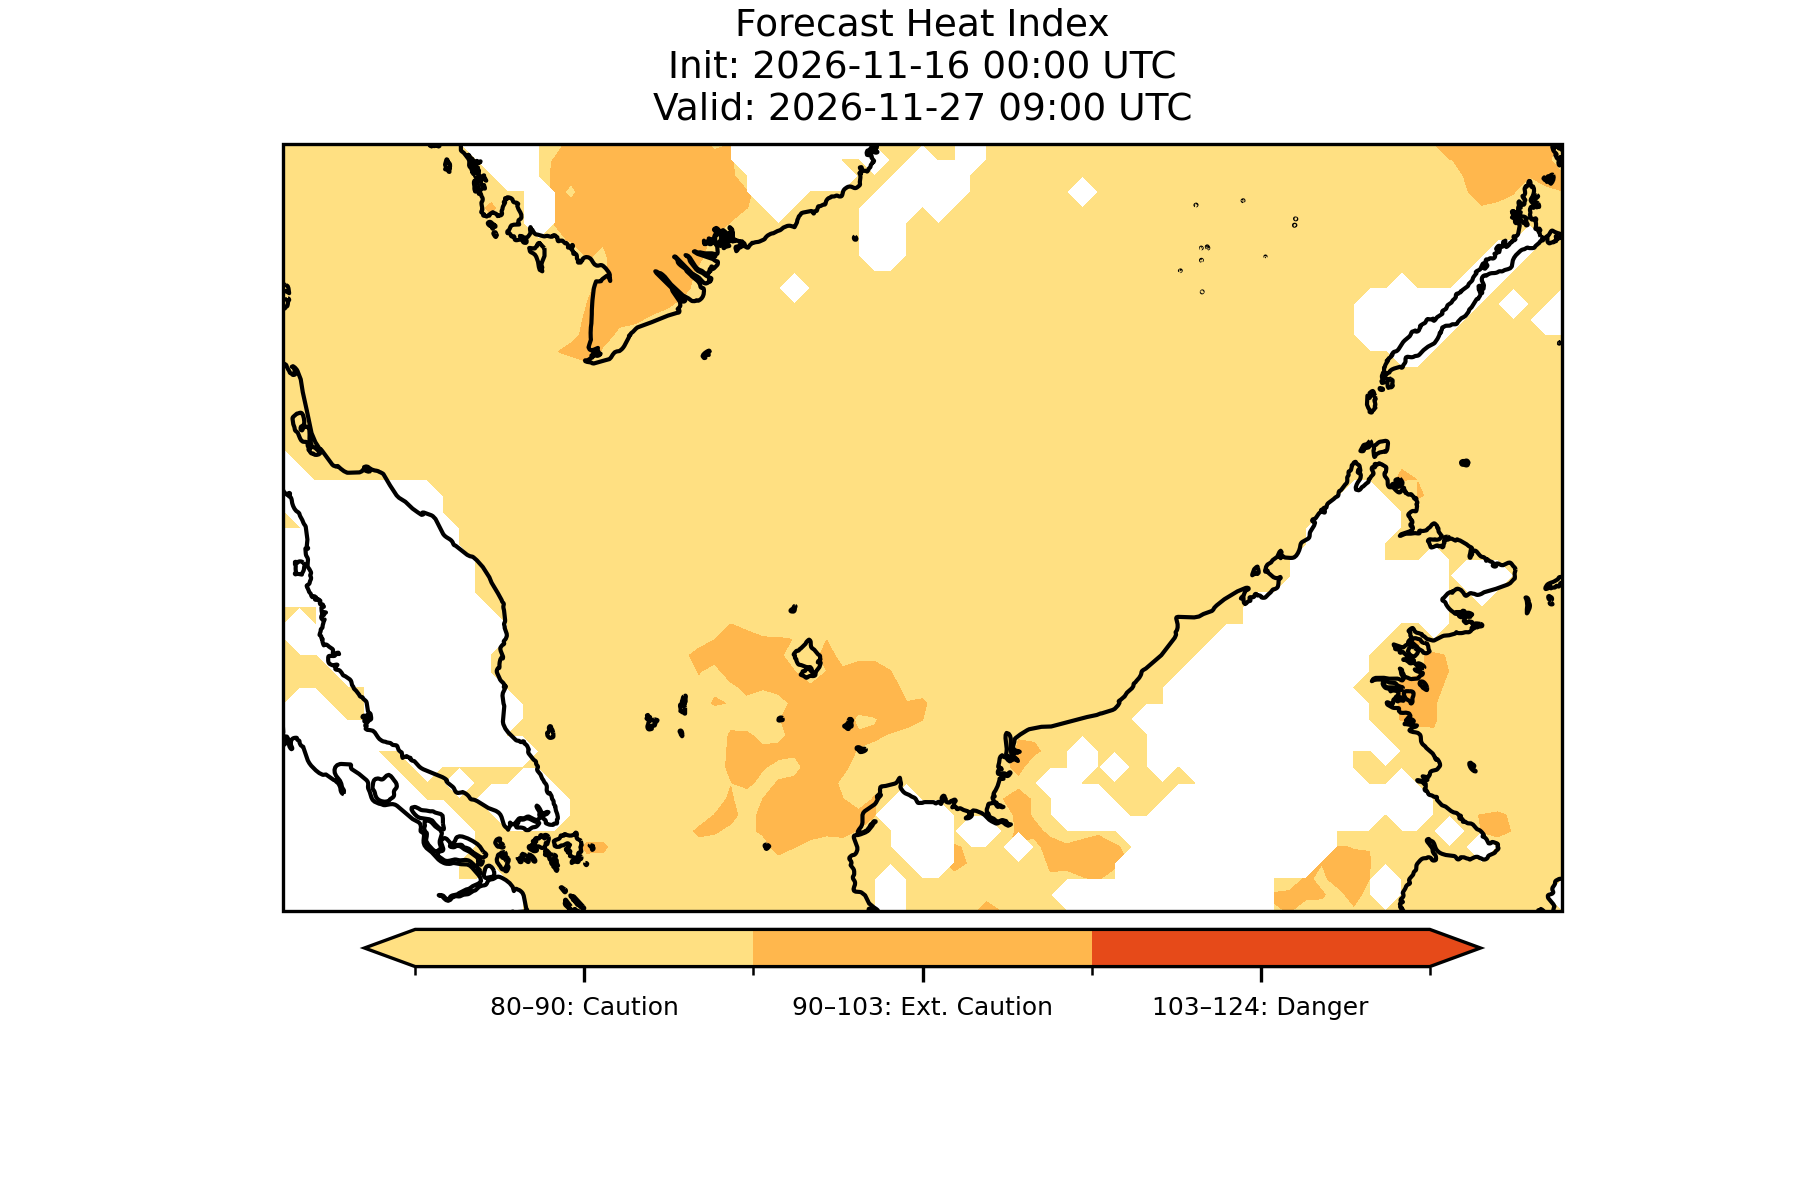 Forecast Heat Index
Init: 2026-11-16 00:00 UTC
Valid: 2026-11-27 09:00 UTC
80–90: Caution
90–103: Ext. Caution
103–124: Danger